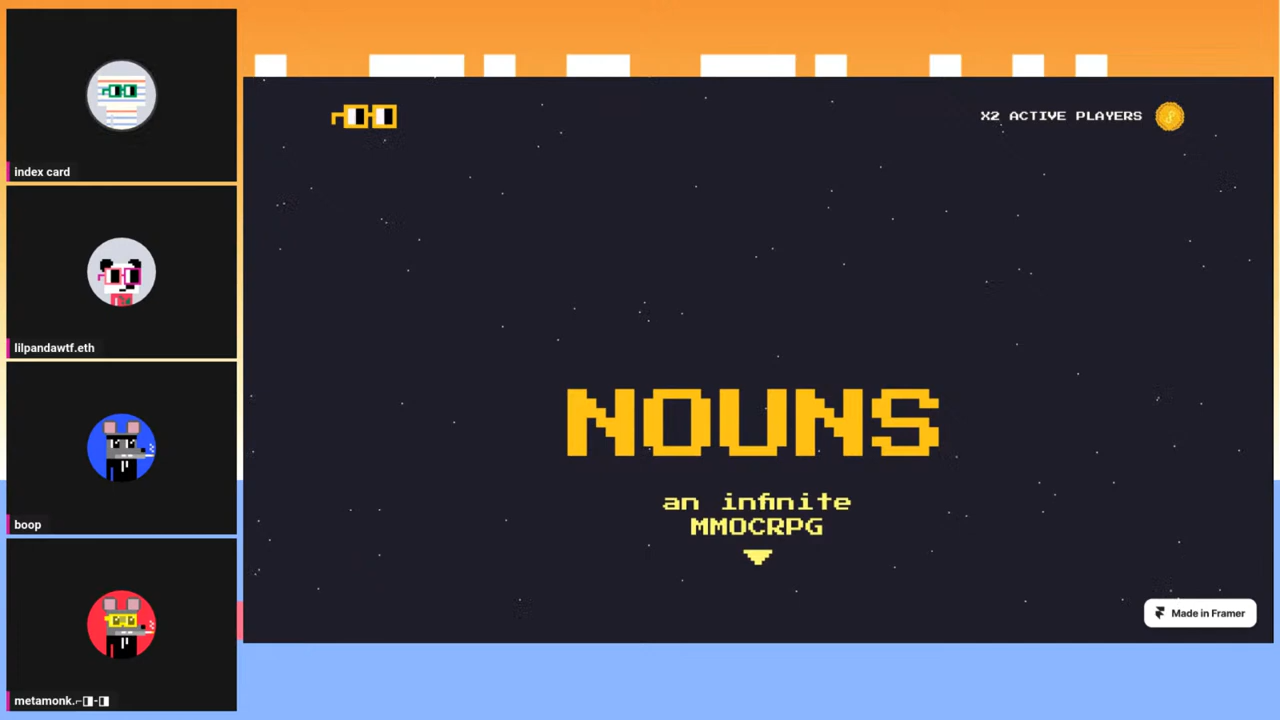 index card
lilpandawtf.eth
boop
metamonk.⌐◨-◨
X2 ACTIVE PLAYERS
NOUNS
an infinite
MMOCRPG
Made in Framer